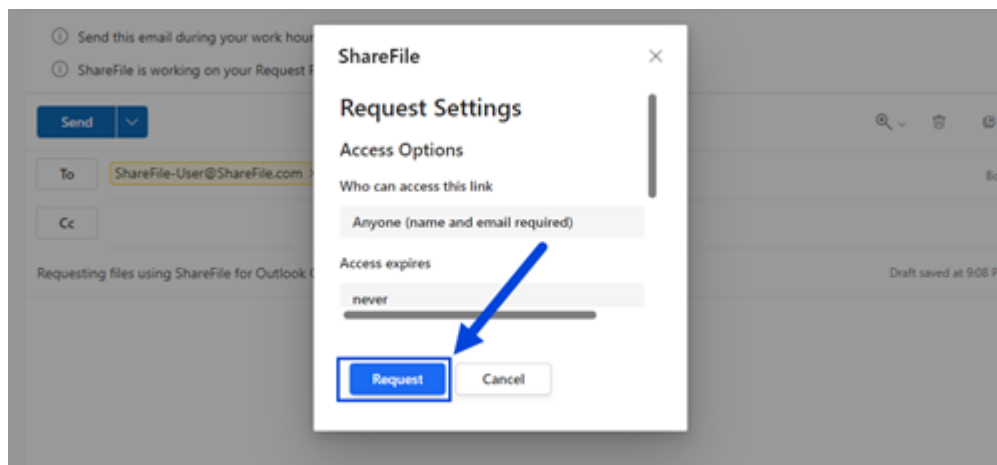 Send this email during your work hour
ShareFile is working on your Request
Send
To
ShareFile-User@ShareFile.com
Cc
Requesting files using ShareFile for Outlook
Draft saved at 9:08 P
ShareFile
Request Settings
Access Options
Who can access this link
Anyone (name and email required)
Access expires
never
Request
Cancel